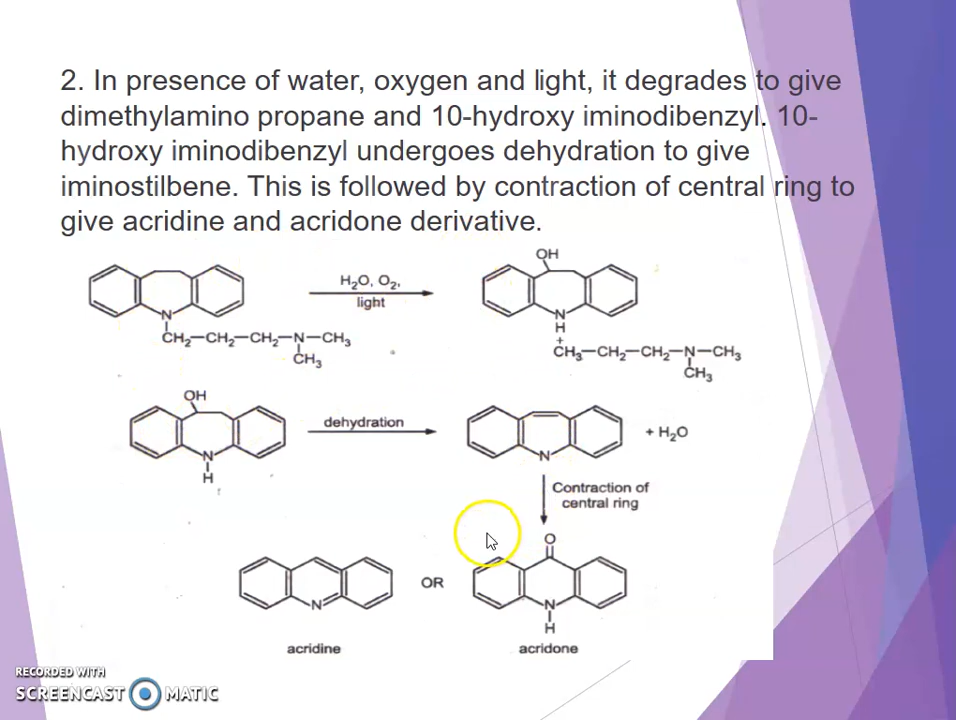 2. In presence of water, oxygen and light, it degrades to give
dimethylamino propane and 10-hydroxy iminodibenzyl. 10-
hydroxy iminodibenzyl undergoes dehydration to give
iminostilbene. This is followed by contraction of central ring to
give acridine and acridone derivative.
OH
H₂O, O₂,
light
N
N
H
CH₂—CH₂—CH₂—N—CH₃
CH₃
+
CH₃—CH₂—CH₂—N—CH₃
CH₃
OH
dehydration
+ H₂O
N
H
N
Contraction of
central ring
O
OR
N
N
H
acridine
acridone
RECORDED WITH
SCREENCAST MATIC